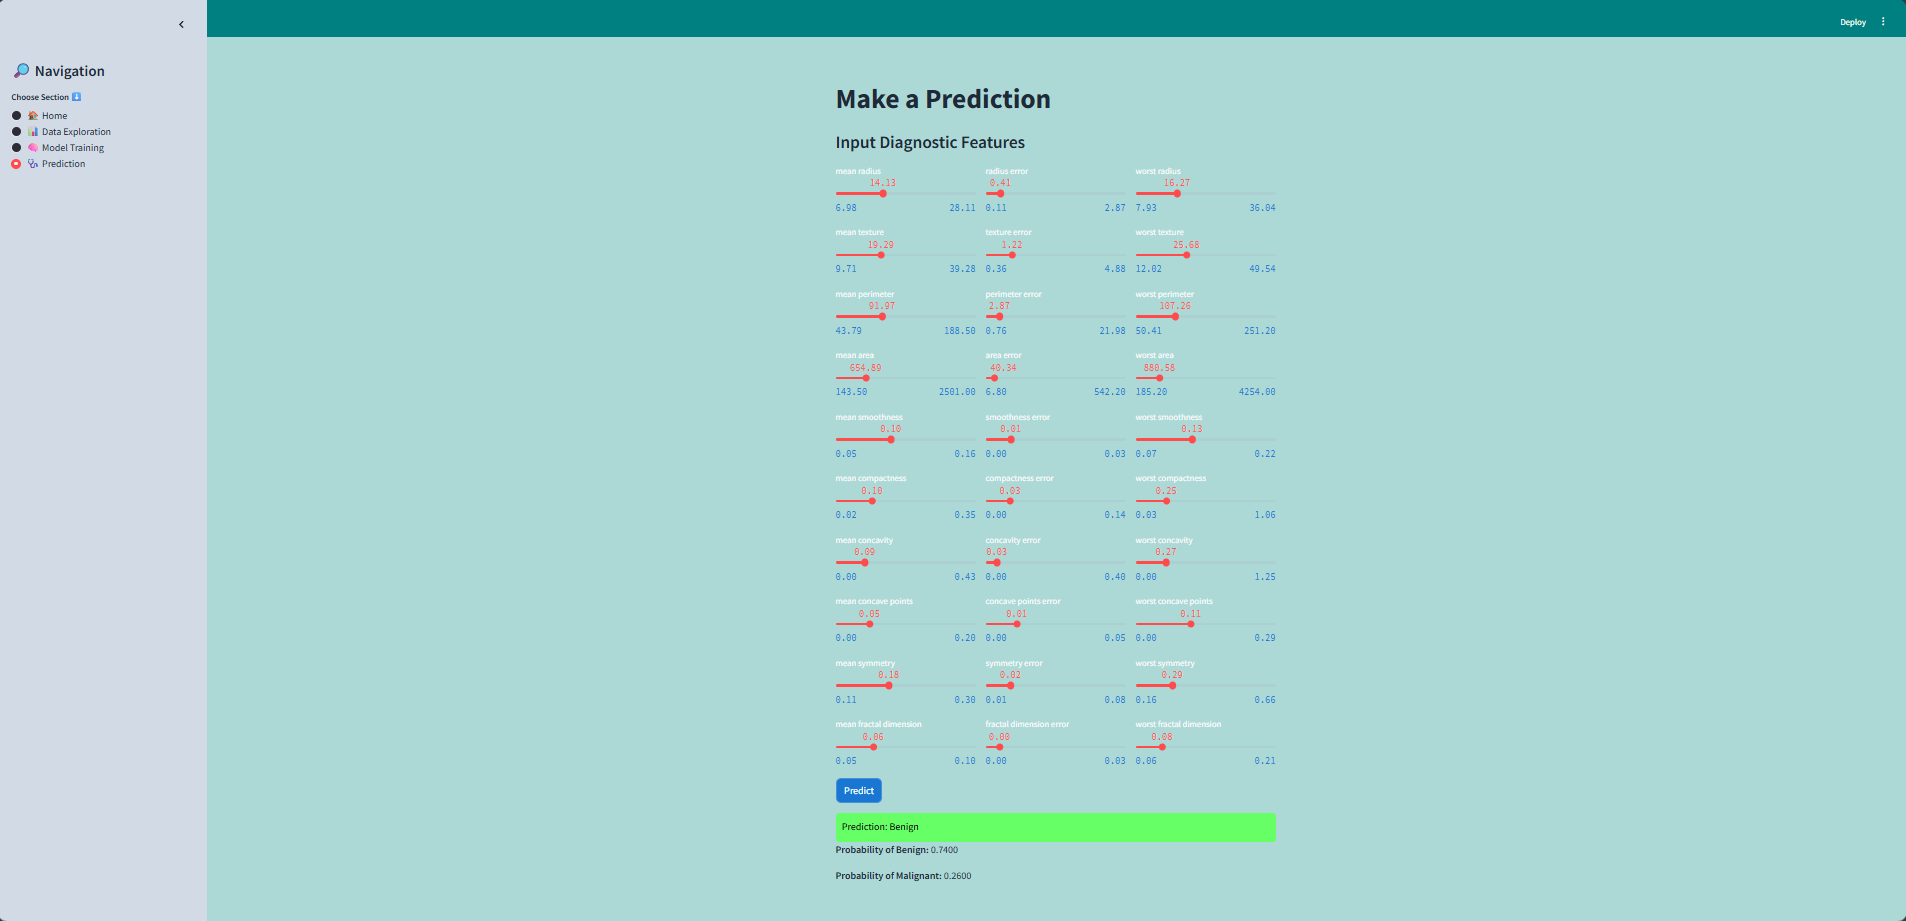 Deploy
Navigation
Choose Section
Home
Data Exploration
Model Training
Prediction
Make a Prediction
Input Diagnostic Features
mean radius radius error worst radius
14.13 0.41 16.27
6.98 28.11 0.11 2.87 7.93 36.04
mean texture texture error worst texture
19.29 1.22 25.68
9.71 39.28 0.36 4.88 12.02 49.54
mean perimeter perimeter error worst perimeter
91.97 2.87 107.26
43.79 188.50 0.76 21.98 50.41 251.20
mean area area error worst area
654.89 40.34 880.58
143.50 2501.00 6.80 542.20 185.20 4254.00
mean smoothness smoothness error worst smoothness
0.10 0.01 0.13
0.05 0.16 0.00 0.03 0.07 0.22
mean compactness compactness error worst compactness
0.10 0.03 0.25
0.02 0.35 0.00 0.14 0.03 1.06
mean concavity concavity error worst concavity
0.09 0.03 0.27
0.00 0.43 0.00 0.40 0.00 1.25
mean concave points concave points error worst concave points
0.05 0.01 0.11
0.00 0.20 0.00 0.05 0.00 0.29
mean symmetry symmetry error worst symmetry
0.18 0.02 0.29
0.11 0.30 0.01 0.08 0.16 0.66
mean fractal dimension fractal dimension error worst fractal dimension
0.06 0.00 0.08
0.05 0.10 0.00 0.03 0.06 0.21
Predict
Prediction: Benign
Probability of Benign: 0.7400
Probability of Malignant: 0.2600